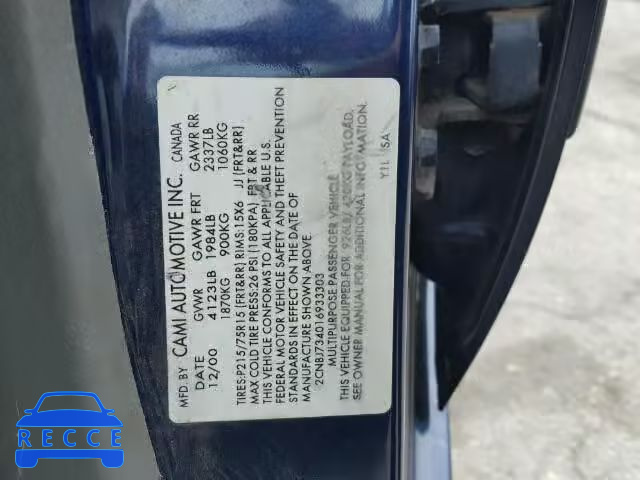 MFD. BY CAMI AUTOMOTIVE INC. CANADA
DATE GVWR GAWR FRT GAWR RR
12/00 4123LB 1984LB 2337LB
1870KG 900KG 1060KG
TIRES:P215/75R15 (FRT&RR) RIMS:15X6 JJ (FRT&RR)
MAX COLD TIRE PRESS:26 PSI (180KPA) FRT & RR
THIS VEHICLE CONFORMS TO ALL APPLICABLE U.S.
FEDERAL MOTOR VEHICLE SAFETY AND THEFT PREVENTION
STANDARDS IN EFFECT ON THE DATE OF
MANUFACTURE SHOWN ABOVE.
2CNBJ734016933303
MULTIPURPOSE PASSENGER VEHICLE
THIS VEHICLE EQUIPPED FOR 926LB/ 420KG PAYLOAD.
SEE OWNER MANUAL FOR ADDITIONAL INFORMATION.
Y1L SA
RECCE